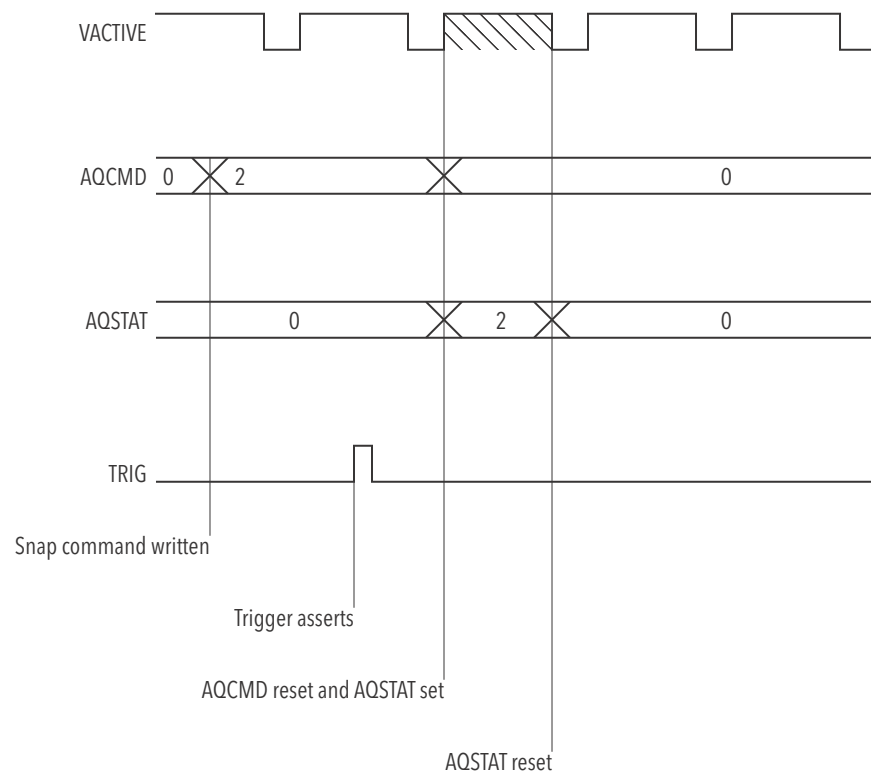 VACTIVE
AQCMD 0 2 0
AQSTAT 0 2 0
TRIG
Snap command written
Trigger asserts
AQCMD reset and AQSTAT set
AQSTAT reset